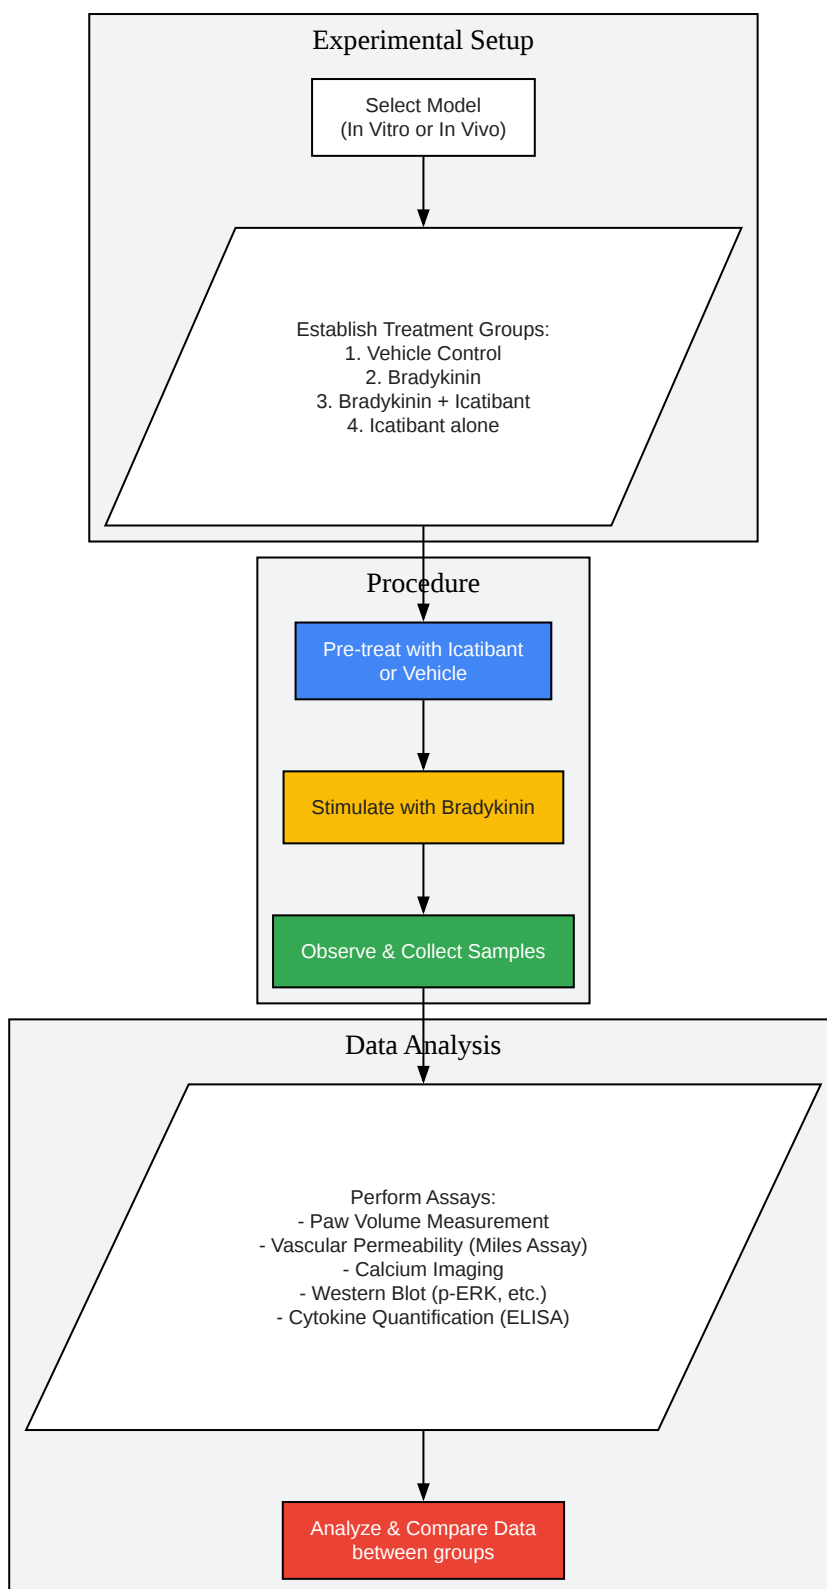 Experimental Setup
Select Model
(In Vitro or In Vivo)
Establish Treatment Groups:
1. Vehicle Control
2. Bradykinin
3. Bradykinin + Icatibant
4. Icatibant alone
Procedure
Pre-treat with Icatibant
or Vehicle
Stimulate with Bradykinin
Observe & Collect Samples
Data Analysis
Perform Assays:
- Paw Volume Measurement
- Vascular Permeability (Miles Assay)
- Calcium Imaging
- Western Blot (p-ERK, etc.)
- Cytokine Quantification (ELISA)
Analyze & Compare Data
between groups